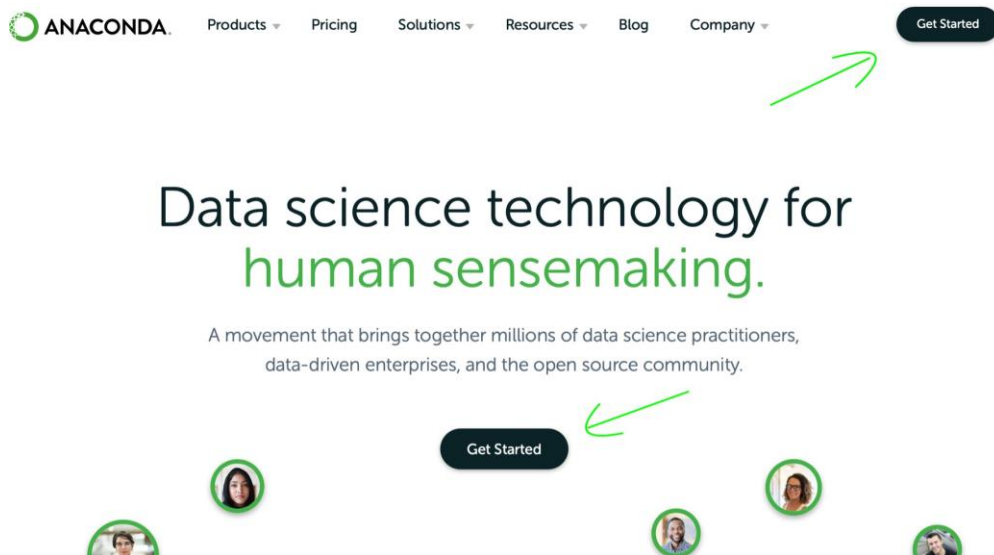 ANACONDA.
Products
Pricing
Solutions
Resources
Blog
Company
Get Started
Data science technology for
human sensemaking.
A movement that brings together millions of data science practitioners,
data-driven enterprises, and the open source community.
Get Started